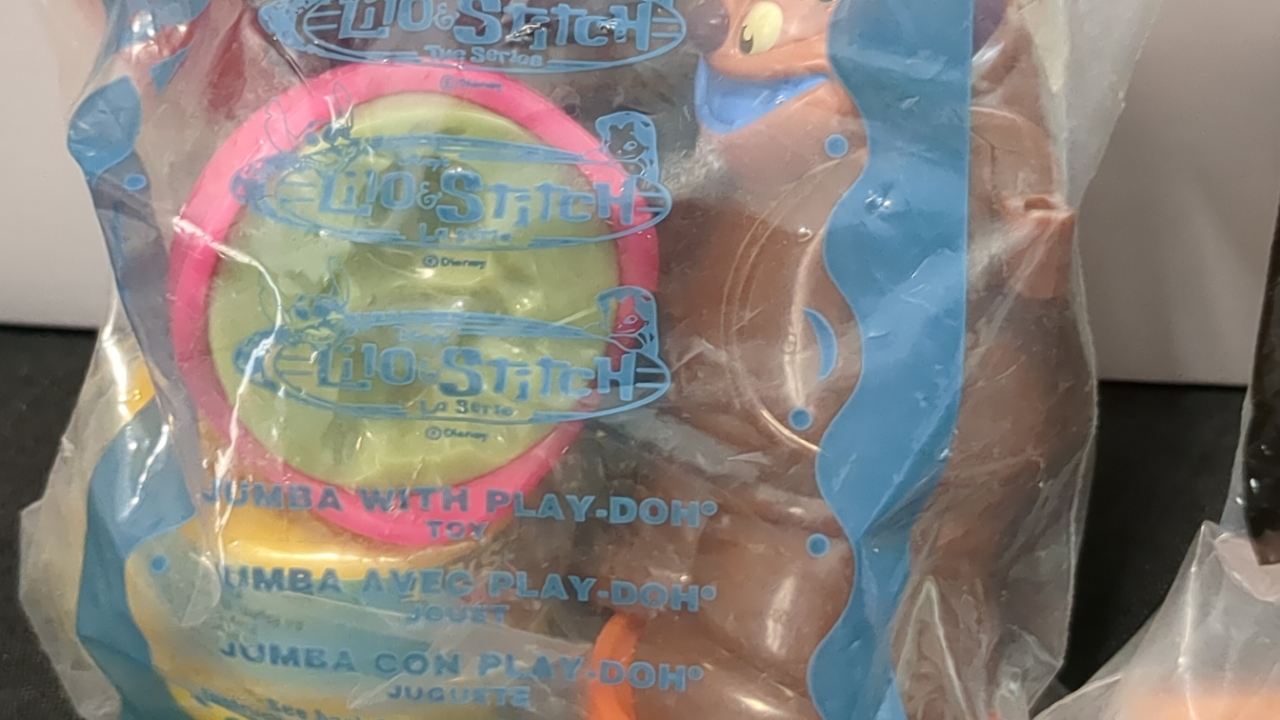 LILO & STITCH
The Series
© Disney
LILO & STITCH
La série
© Disney
LILO & STITCH
La Serie
© Disney
JUMBA WITH PLAY-DOH®
TOY
JUMBA AVEC PLAY-DOH®
JOUET
JUMBA CON PLAY-DOH®
JUGUETE
See